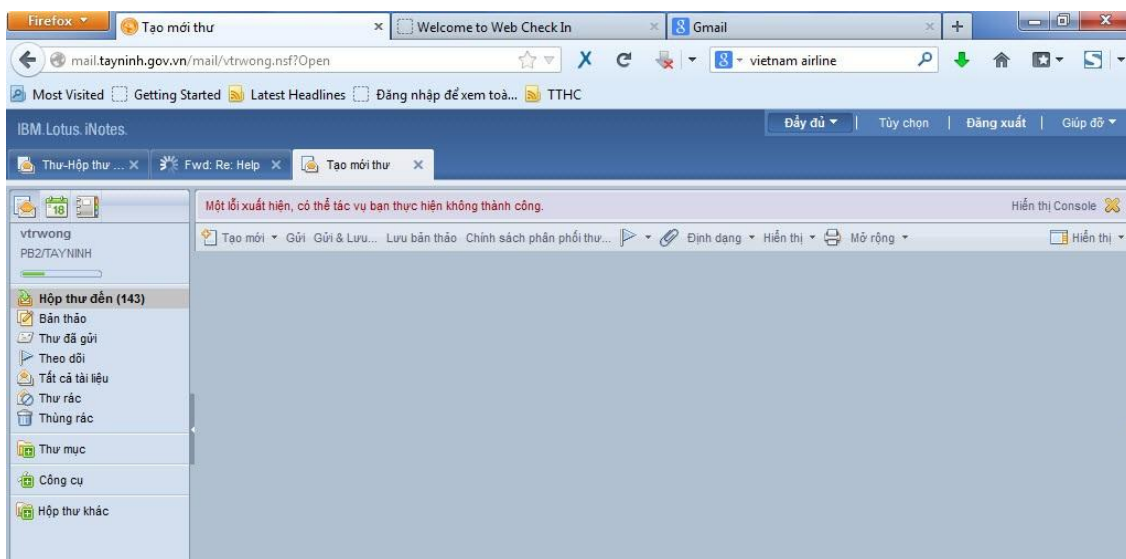 Firefox
Tạo mới thư
Welcome to Web Check In
Gmail
mail.tayninh.gov.vn/mail/vtrwong.nsf?Open
vietnam airline
Most Visited Getting Started Latest Headlines Đăng nhập để xem toà... TTHC
IBM.Lotus.iNotes.
Đầy đủ | Tùy chọn | Đăng xuất | Giúp đỡ
Thư-Hộp thư ... Fwd: Re: Help Tạo mới thư
18
Một lỗi xuất hiện, có thể tác vụ bạn thực hiện không thành công. Hiển thị Console
vtrwong
PB2/TAYNINH
Tạo mới Gửi Gửi & Lưu... Lưu bản thảo Chính sách phân phối thư... Định dạng Hiển thị Mở rộng Hiển thị
Hộp thư đến (143)
Bản thảo
Thư đã gửi
Theo dõi
Tất cả tài liệu
Thư rác
Thùng rác
Thư mục
Công cụ
Hộp thư khác